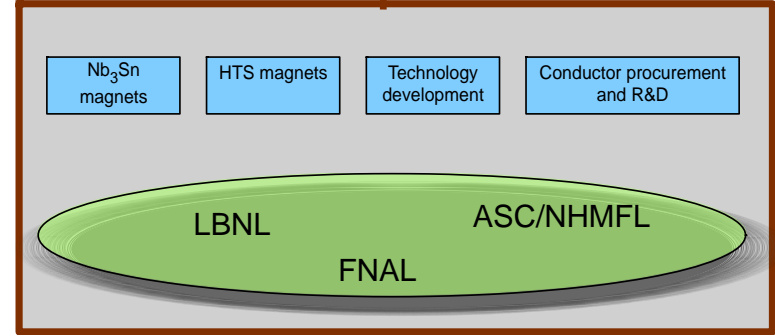 Nb₃Sn
magnets
HTS magnets
Technology
development
Conductor procurement
and R&D
LBNL
ASC/NHMFL
FNAL